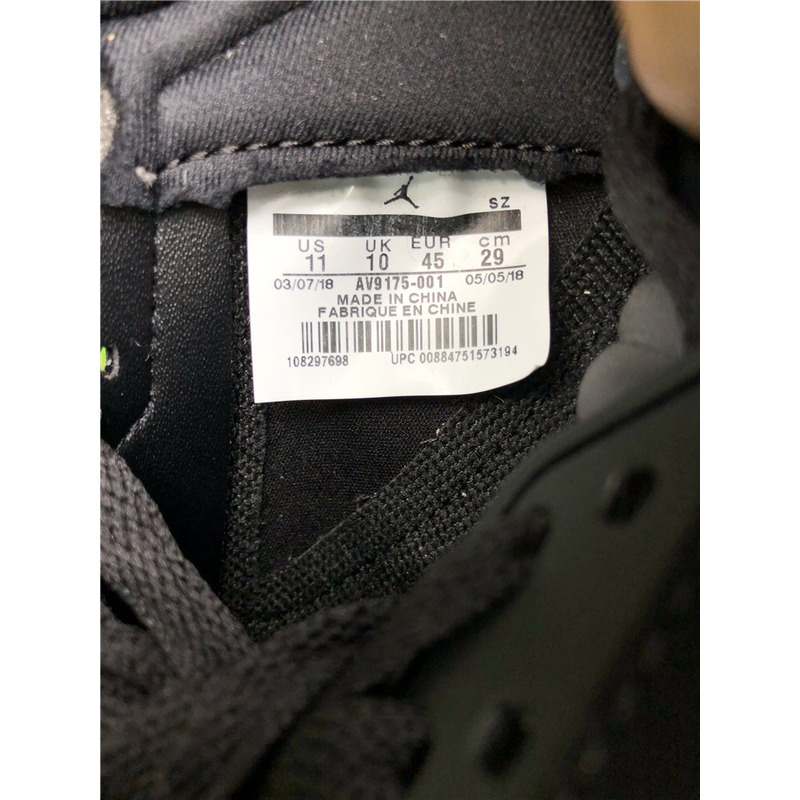 SZ
US UK EUR cm
11 10 45 29
03/07/18 AV9175-001 05/05/18
MADE IN CHINA
FABRIQUE EN CHINE
108297698 UPC 00884751573194